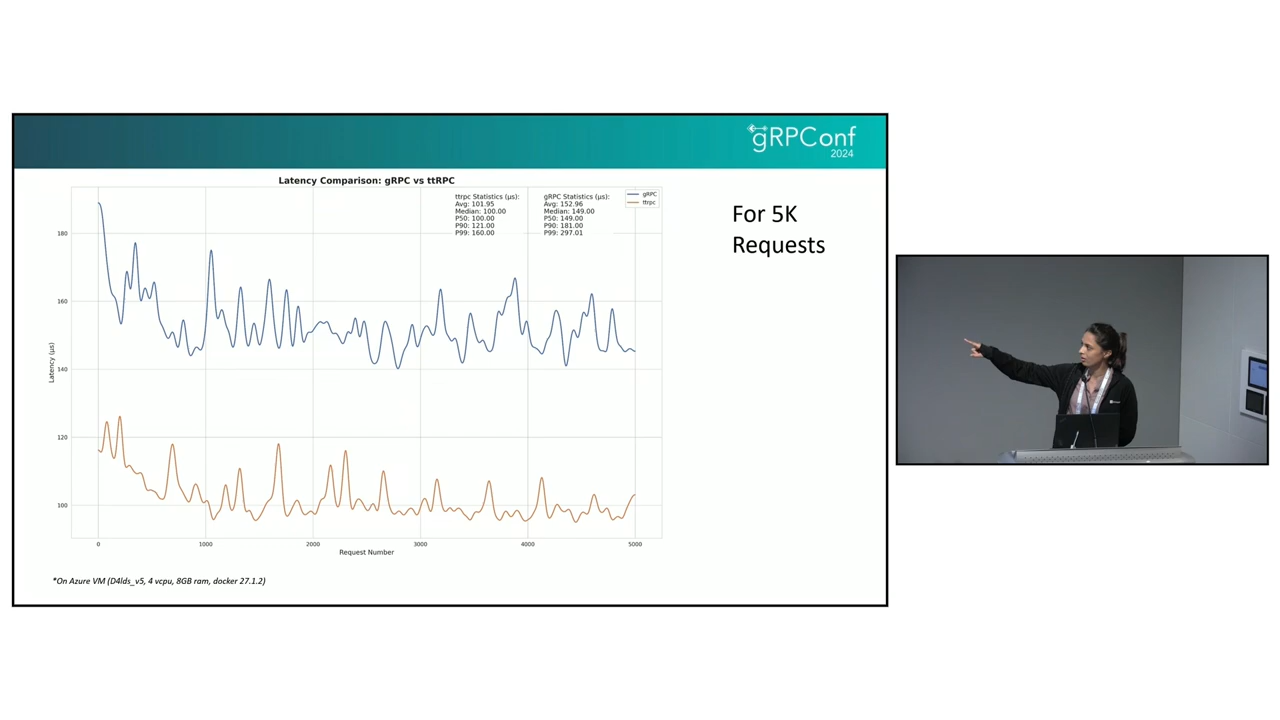 gRPConf
2024
Latency Comparison: gRPC vs ttRPC
ttrpc Statistics (μs):
Avg: 101.95
Median: 100.00
P50: 100.00
P90: 121.00
P99: 160.00
gRPC Statistics (μs):
Avg: 152.96
Median: 149.00
P50: 149.00
P90: 181.00
P99: 297.01
gRPC
ttrpc
For 5K
Requests
Latency (μs)
180
160
140
120
100
0
1000
2000
3000
4000
5000
Request Number
*On Azure VM (D4lds_v5, 4 vcpu, 8GB ram, docker 27.1.2)